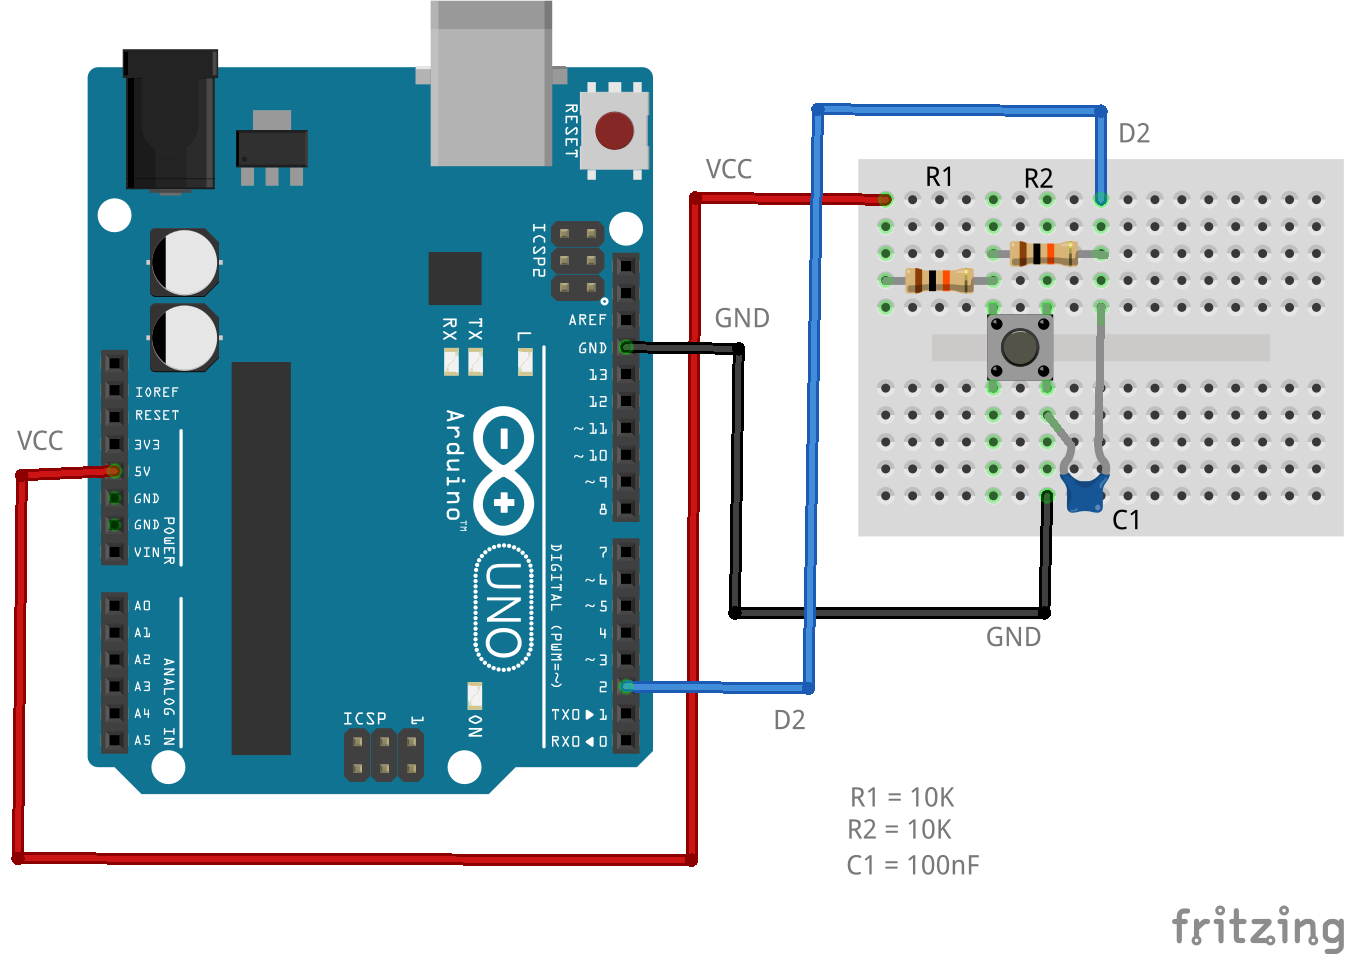 RESET
ICSP2
AREF
GND
13
12
~11
~10
~9
8
7
~6
~5
4
~3
2
TX0▶1
RX0◀0
RX
TX
L
IOREF
RESET
3V3
5V
GND
GND
VIN
POWER
A0
A1
A2
A3
A4
A5
ANALOG IN
Arduino™
UNO
DIGITAL (PWM=~)
ICSP
1
ON
VCC
VCC
GND
D2
D2
GND
R1
R2
C1
R1 = 10K
R2 = 10K
C1 = 100nF
fritzing